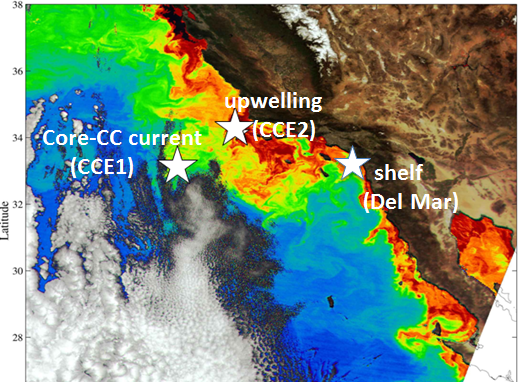 38
36
upwelling
(CCE2)
Core-CC current
(CCE1)
34
shelf
(Del Mar)
Latitude
32
30
28